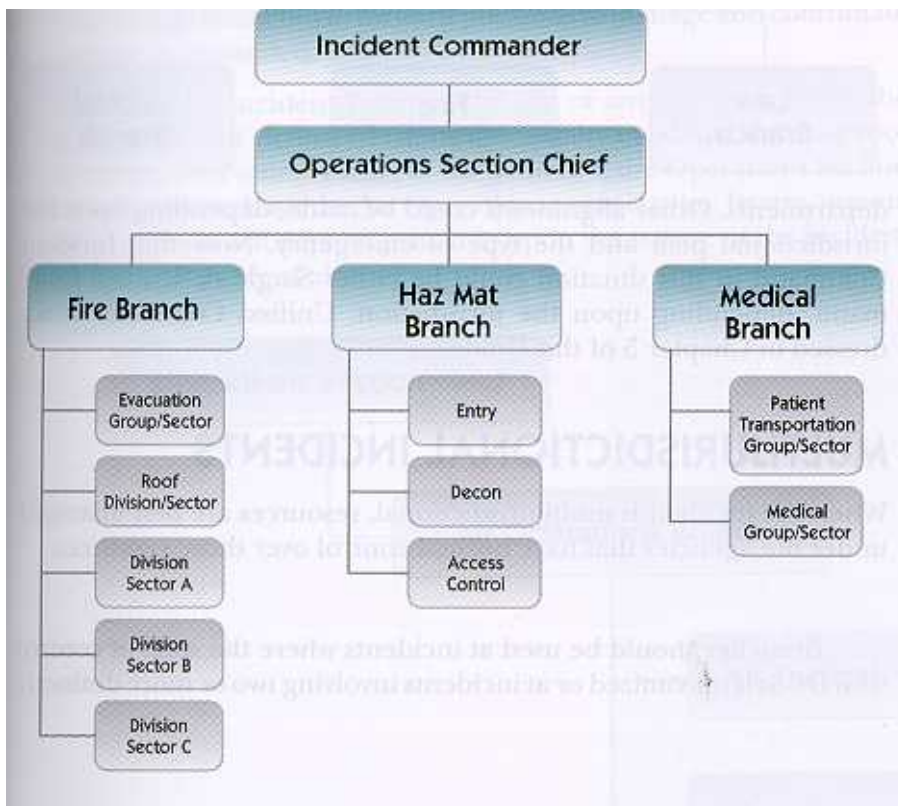 Incident Commander
Operations Section Chief
Fire Branch
Haz Mat
Branch
Medical
Branch
Evacuation
Group/Sector
Roof
Division/Sector
Division
Sector A
Division
Sector B
Division
Sector C
Entry
Decon
Access
Control
Patient
Transportation
Group/Sector
Medical
Group/Sector